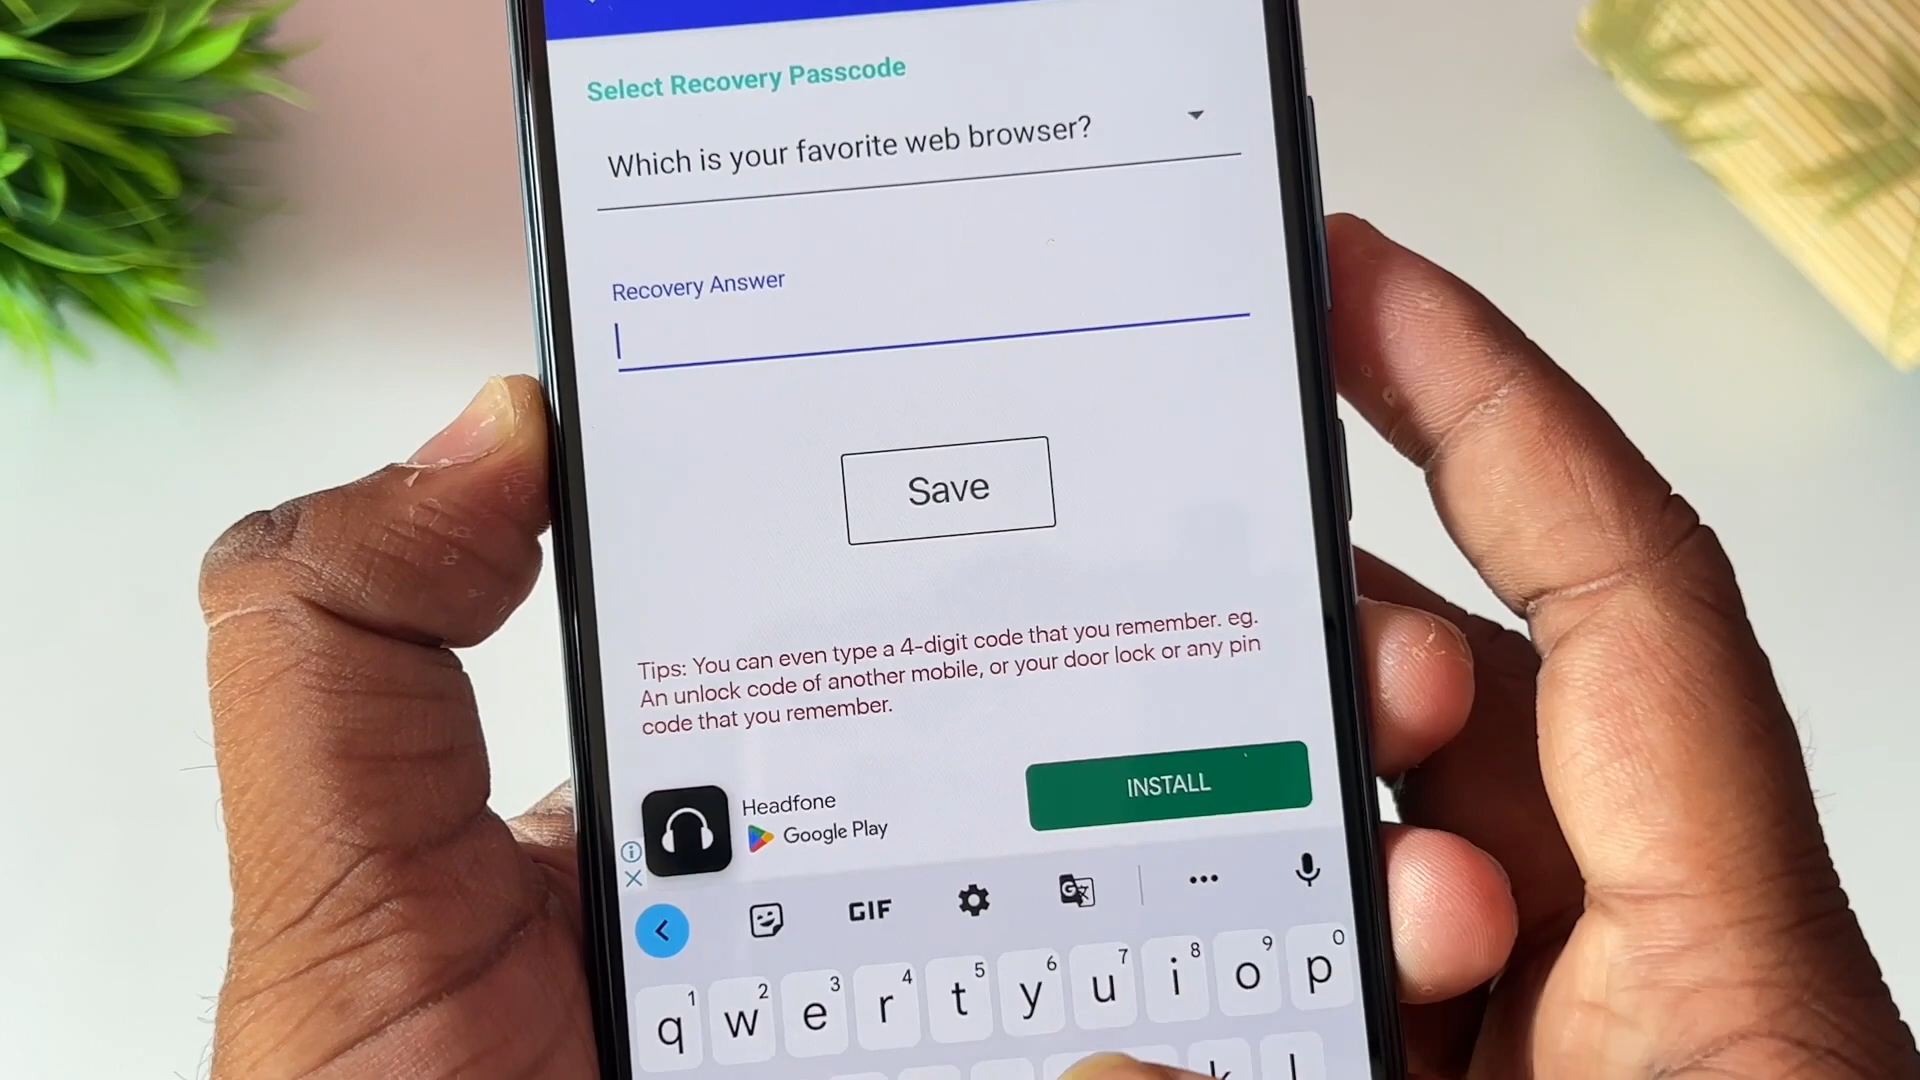 Select Recovery Passcode
Which is your favorite web browser?
Recovery Answer
Save
Tips: You can even type a 4-digit code that you remember. eg.
An unlock code of another mobile, or your door lock or any pin
code that you remember.
Headfone
Google Play
INSTALL
GIF
1 2 3 4 5 6 7 8 9 0
q w e r t y u i o p
k l